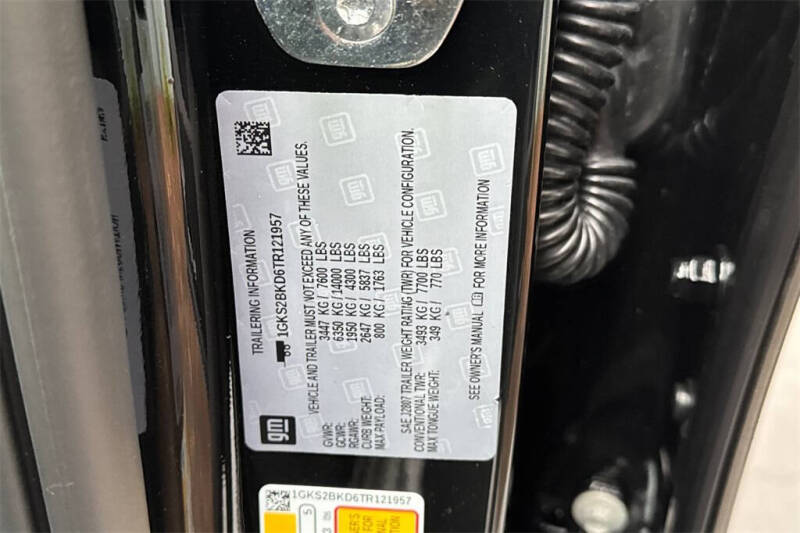 TRAILERING INFORMATION
1GKS2BKD6TR121957
VEHICLE AND TRAILER MUST NOT EXCEED ANY OF THESE VALUES.
GVWR: 3447 KG / 7600 LBS
GCWR: 6350 KG / 14000 LBS
RGAWR: 1950 KG / 4300 LBS
CURB WEIGHT: 2647 KG / 5837 LBS
MAX PAYLOAD: 800 KG / 1763 LBS
SAE J2807 TRAILER WEIGHT RATING (TWR) FOR VEHICLE CONFIGURATION.
CONVENTIONAL TWR: 3493 KG / 7700 LBS
MAX TONGUE WEIGHT: 349 KG / 770 LBS
SEE OWNER'S MANUAL FOR MORE INFORMATION
gm
1GKS2BKD6TR121957
5